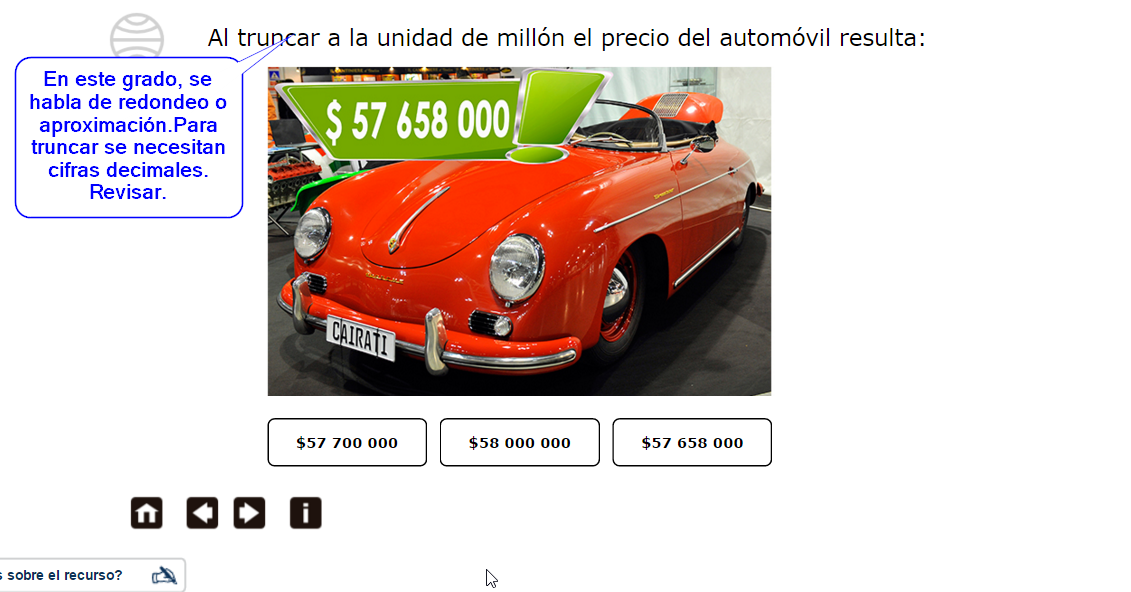 Al truncar a la unidad de millón el precio del automóvil resulta:
En este grado, se
habla de redondeo o
aproximación.Para
truncar se necesitan
cifras decimales.
Revisar.
$ 57 658 000
CAIRATI
$57 700 000
$58 000 000
$57 658 000
s sobre el recurso?